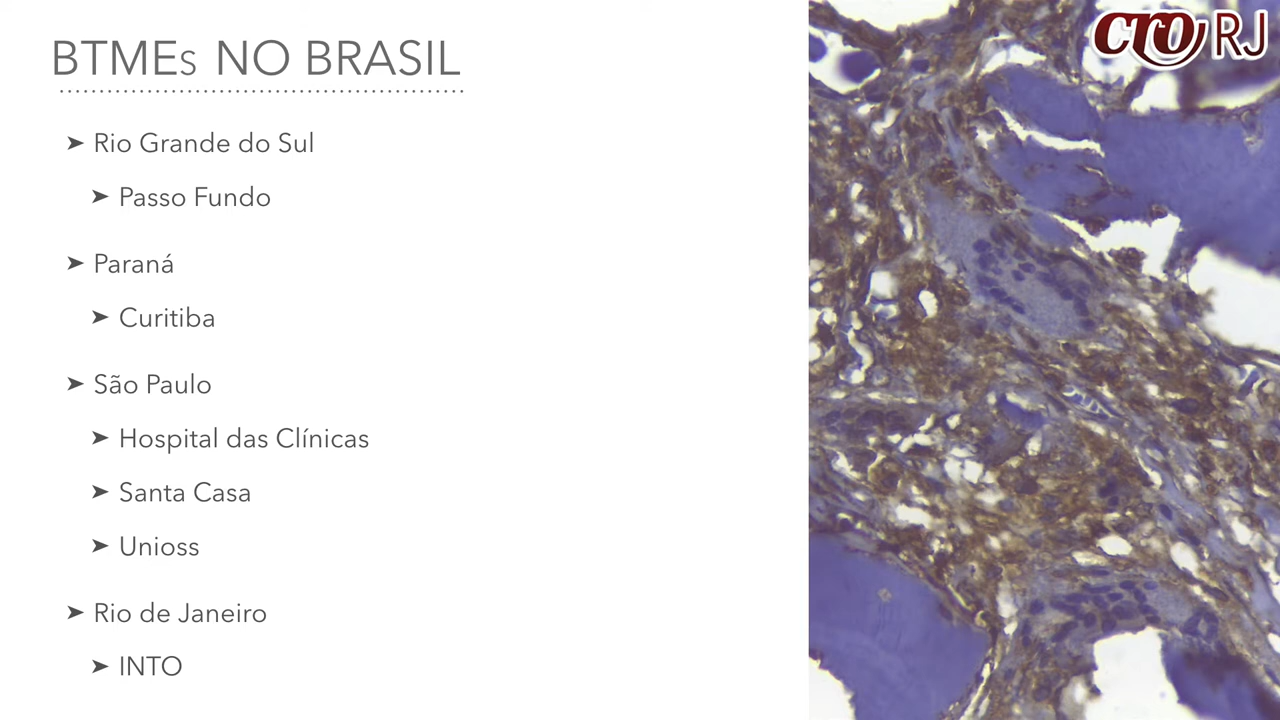 BTMEs NO BRASIL
➤ Rio Grande do Sul
➤ Passo Fundo
➤ Paraná
➤ Curitiba
➤ São Paulo
➤ Hospital das Clínicas
➤ Santa Casa
➤ Unioss
➤ Rio de Janeiro
➤ INTO
CRO RJ